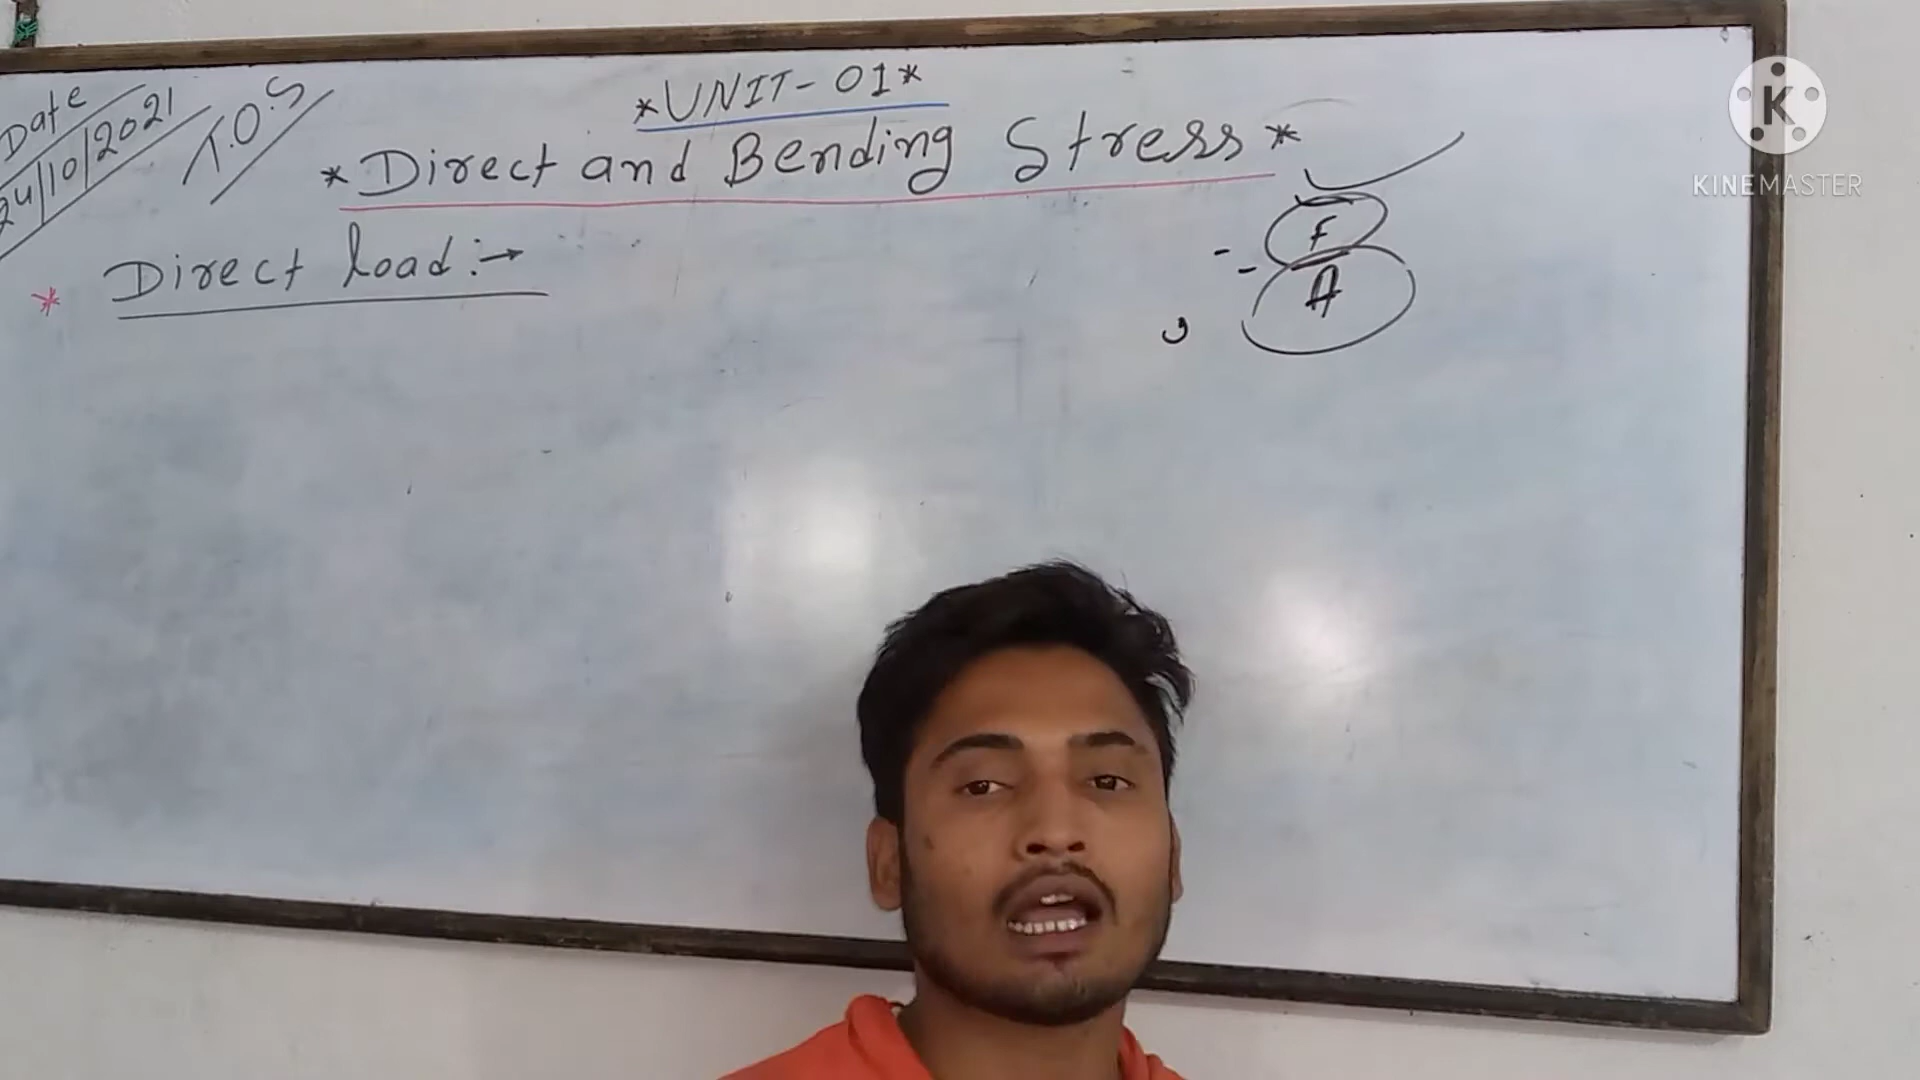 Date
24/10/2021
T.O.S
*UNIT-01*
*Direct and Bending Stress*
* Direct load:→
F
A
K
KINEMASTER